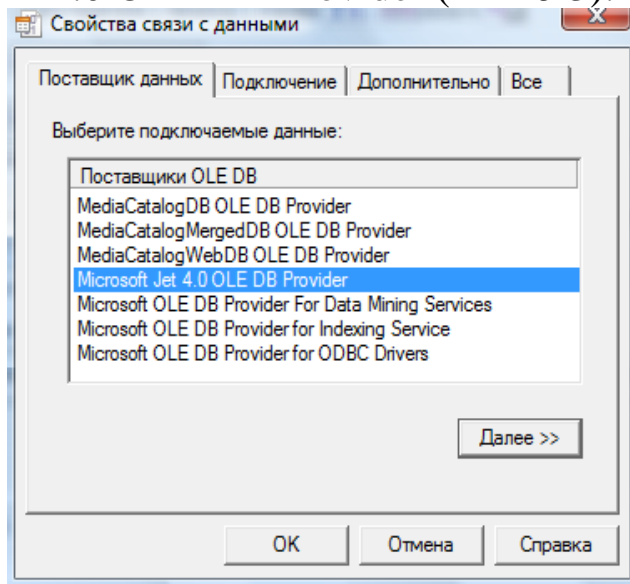 Свойства связи с данными
Поставщик данных Подключение Дополнительно Все
Выберите подключаемые данные:
Поставщики OLE DB
MediaCatalogDB OLE DB Provider
MediaCatalogMergedDB OLE DB Provider
MediaCatalogWebDB OLE DB Provider
Microsoft Jet 4.0 OLE DB Provider
Microsoft OLE DB Provider For Data Mining Services
Microsoft OLE DB Provider for Indexing Service
Microsoft OLE DB Provider for ODBC Drivers
Далее >>
OK Отмена Справка